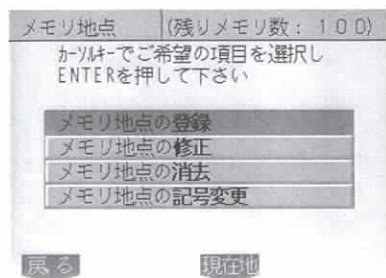 メモリ地点 (残りメモリ数: 100)
カーソルキーでご希望の項目を選択し
ENTERを押して下さい
メモリ地点の登録
メモリ地点の修正
メモリ地点の消去
メモリ地点の記号変更
戻る 現在地